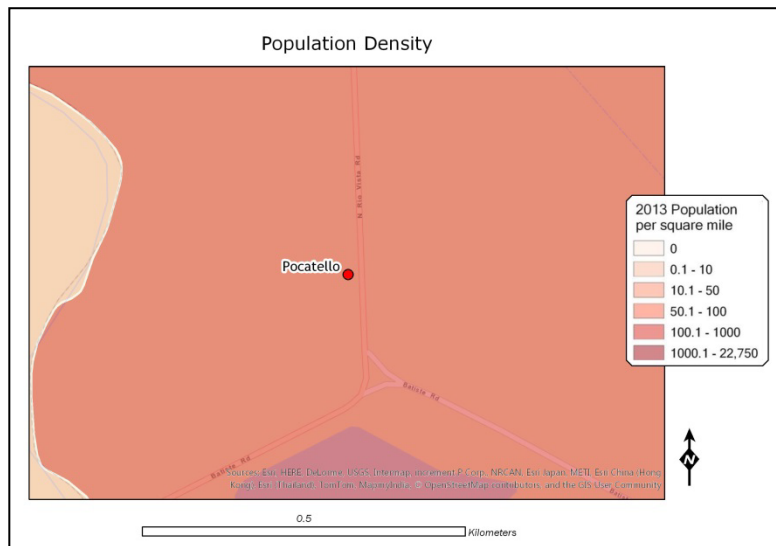 Population Density
N Rio Vista Rd
Pocatello
2013 Population
per square mile
0
0.1 - 10
10.1 - 50
50.1 - 100
100.1 - 1000
1000.1 - 22,750
Batiste Rd
Batiste Rd
Sources: Esri, HERE, DeLorme, USGS, Intermap, increment P Corp., NRCAN, Esri Japan, METI, Esri China (Hong
Kong), Esri (Thailand), TomTom, MapmyIndia, © OpenStreetMap contributors, and the GIS User Community
N
0.5
Kilometers